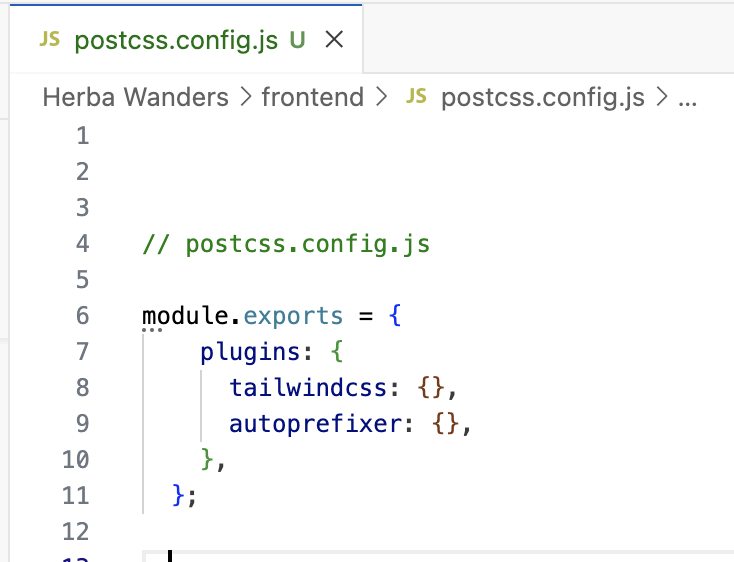 JS postcss.config.js U ×
Herba Wanders > frontend > JS postcss.config.js > ...
1
2
3
4 // postcss.config.js
5
6 module.exports = {
7     plugins: {
8       tailwindcss: {},
9       autoprefixer: {},
10     },
11   };
12
13